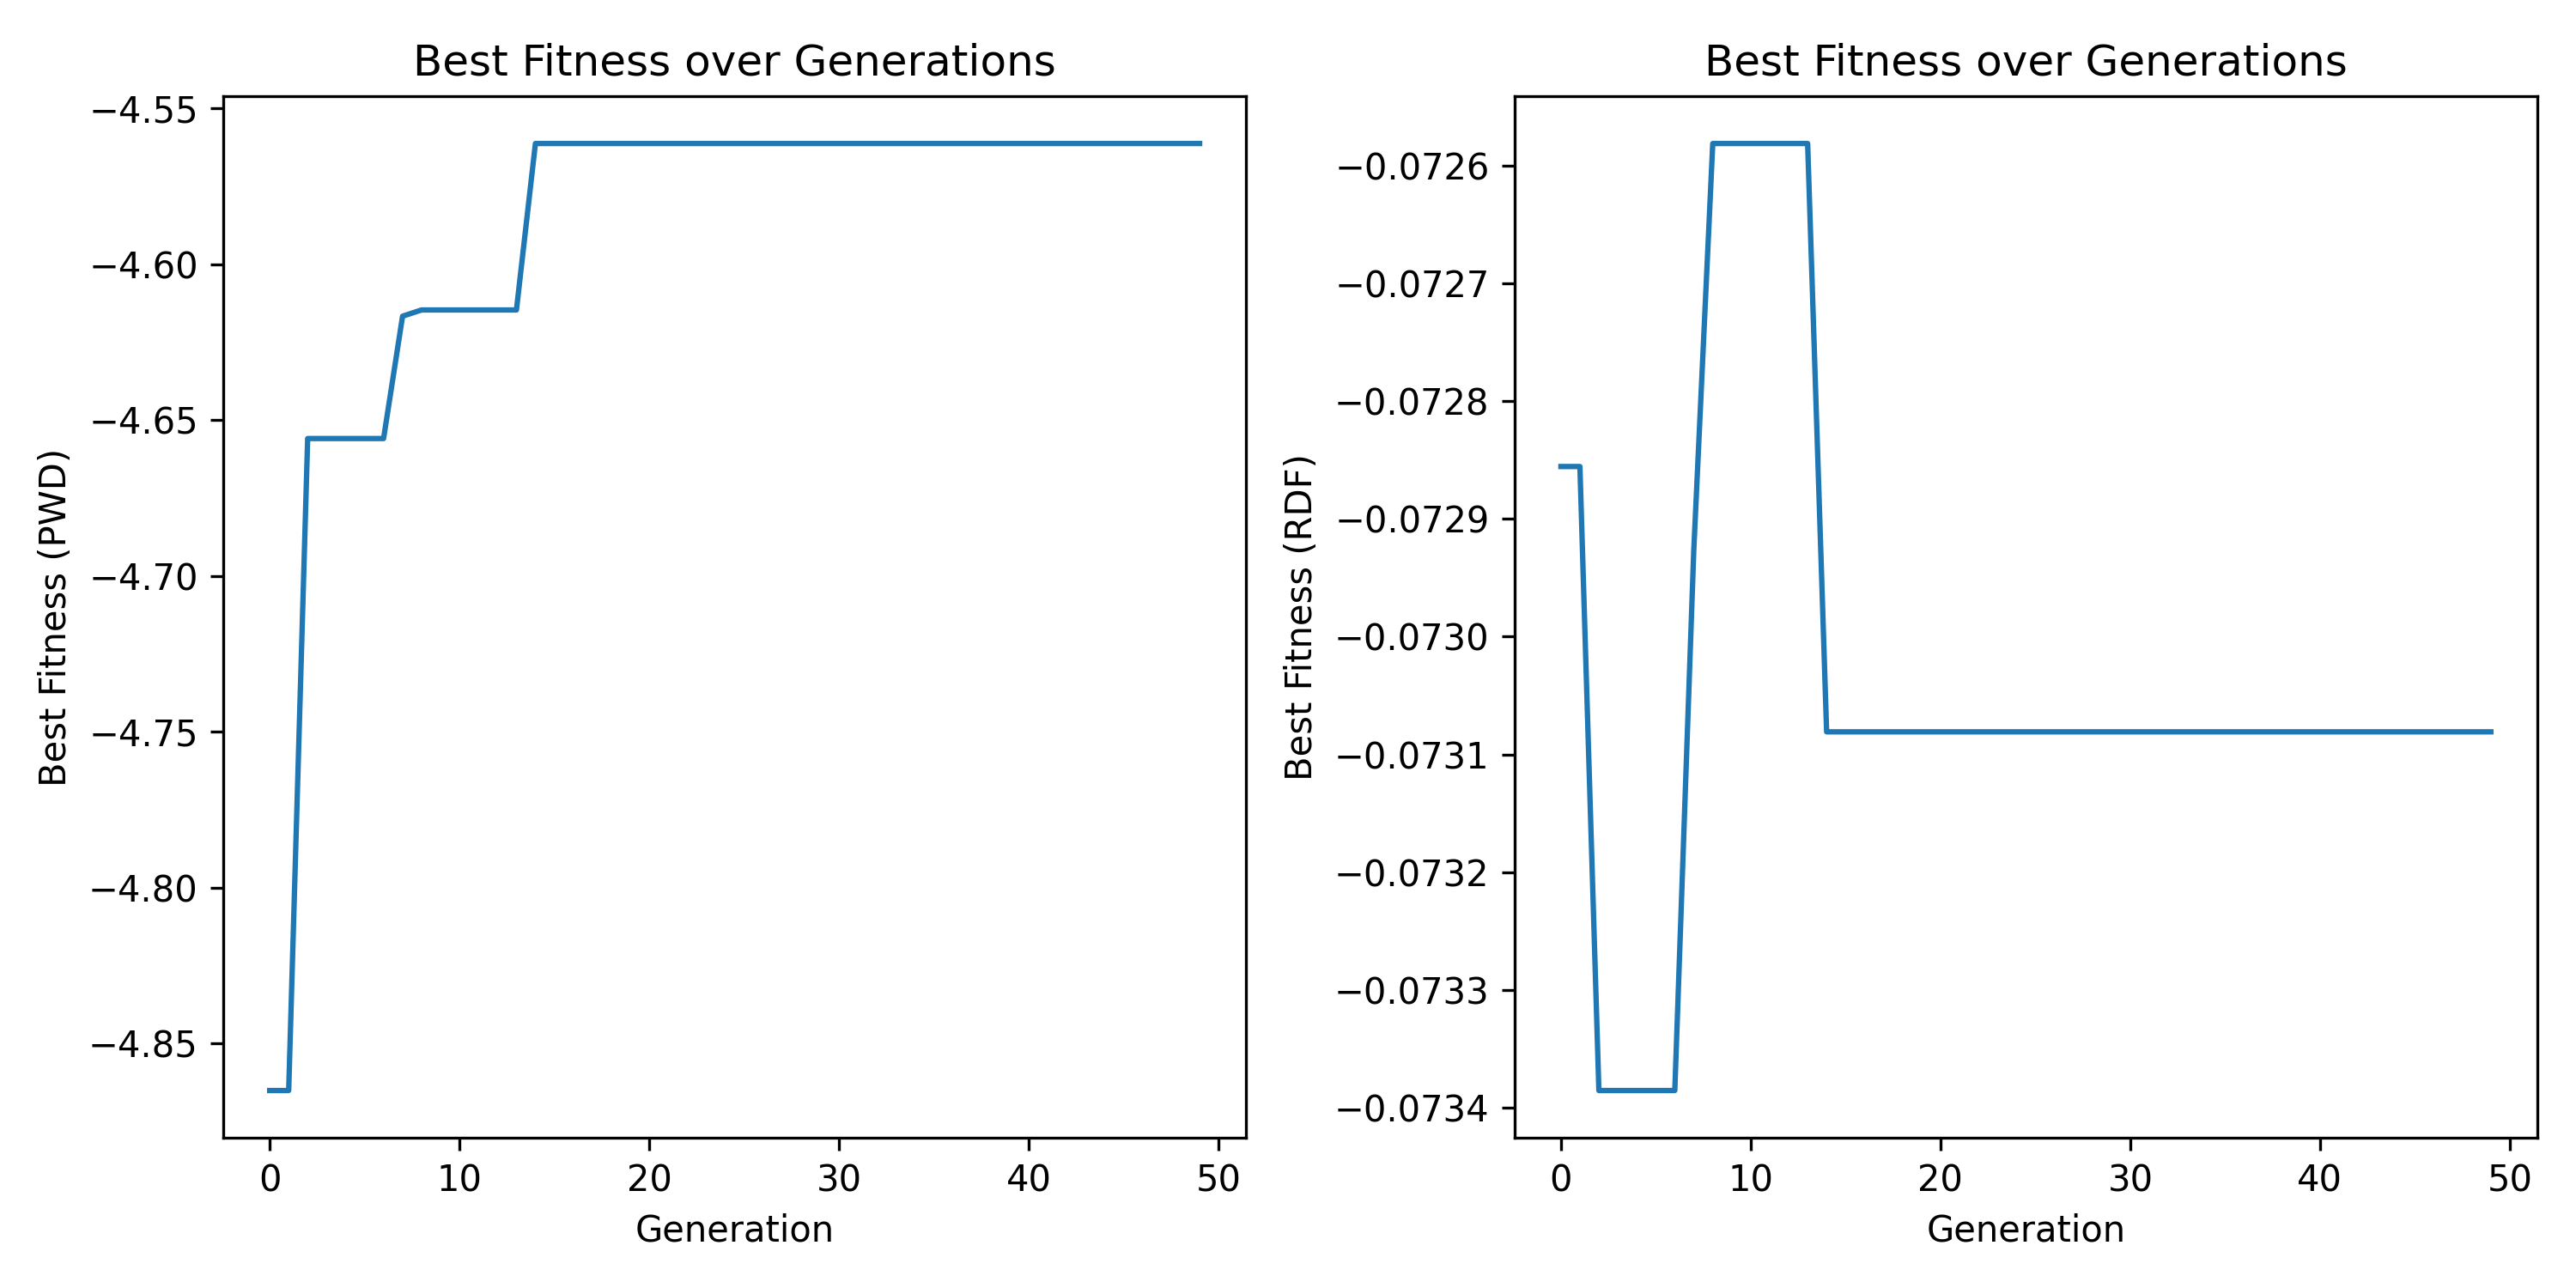 Best Fitness over Generations
Best Fitness (PWD)
−4.55
−4.60
−4.65
−4.70
−4.75
−4.80
−4.85
0 10 20 30 40 50
Generation
Best Fitness over Generations
Best Fitness (RDF)
−0.0726
−0.0727
−0.0728
−0.0729
−0.0730
−0.0731
−0.0732
−0.0733
−0.0734
0 10 20 30 40 50
Generation